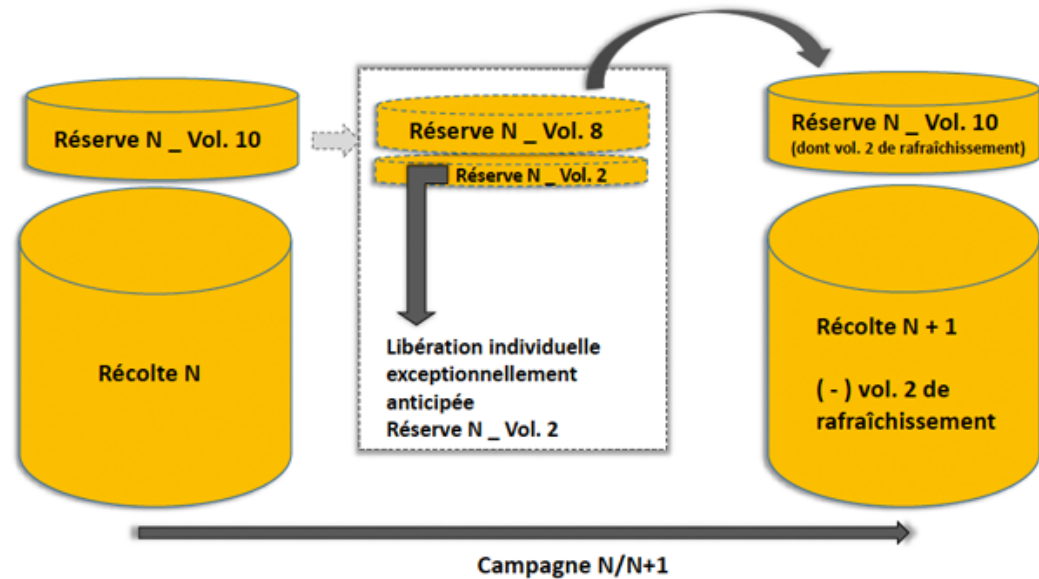 Réserve N _ Vol. 10
Récolte N
Réserve N _ Vol. 8
Réserve N _ Vol. 2
Libération individuelle
exceptionnellement
anticipée
Réserve N _ Vol. 2
Réserve N _ Vol. 10
(dont vol. 2 de rafraîchissement)
Récolte N + 1
( - ) vol. 2 de
rafraîchissement
Campagne N/N+1